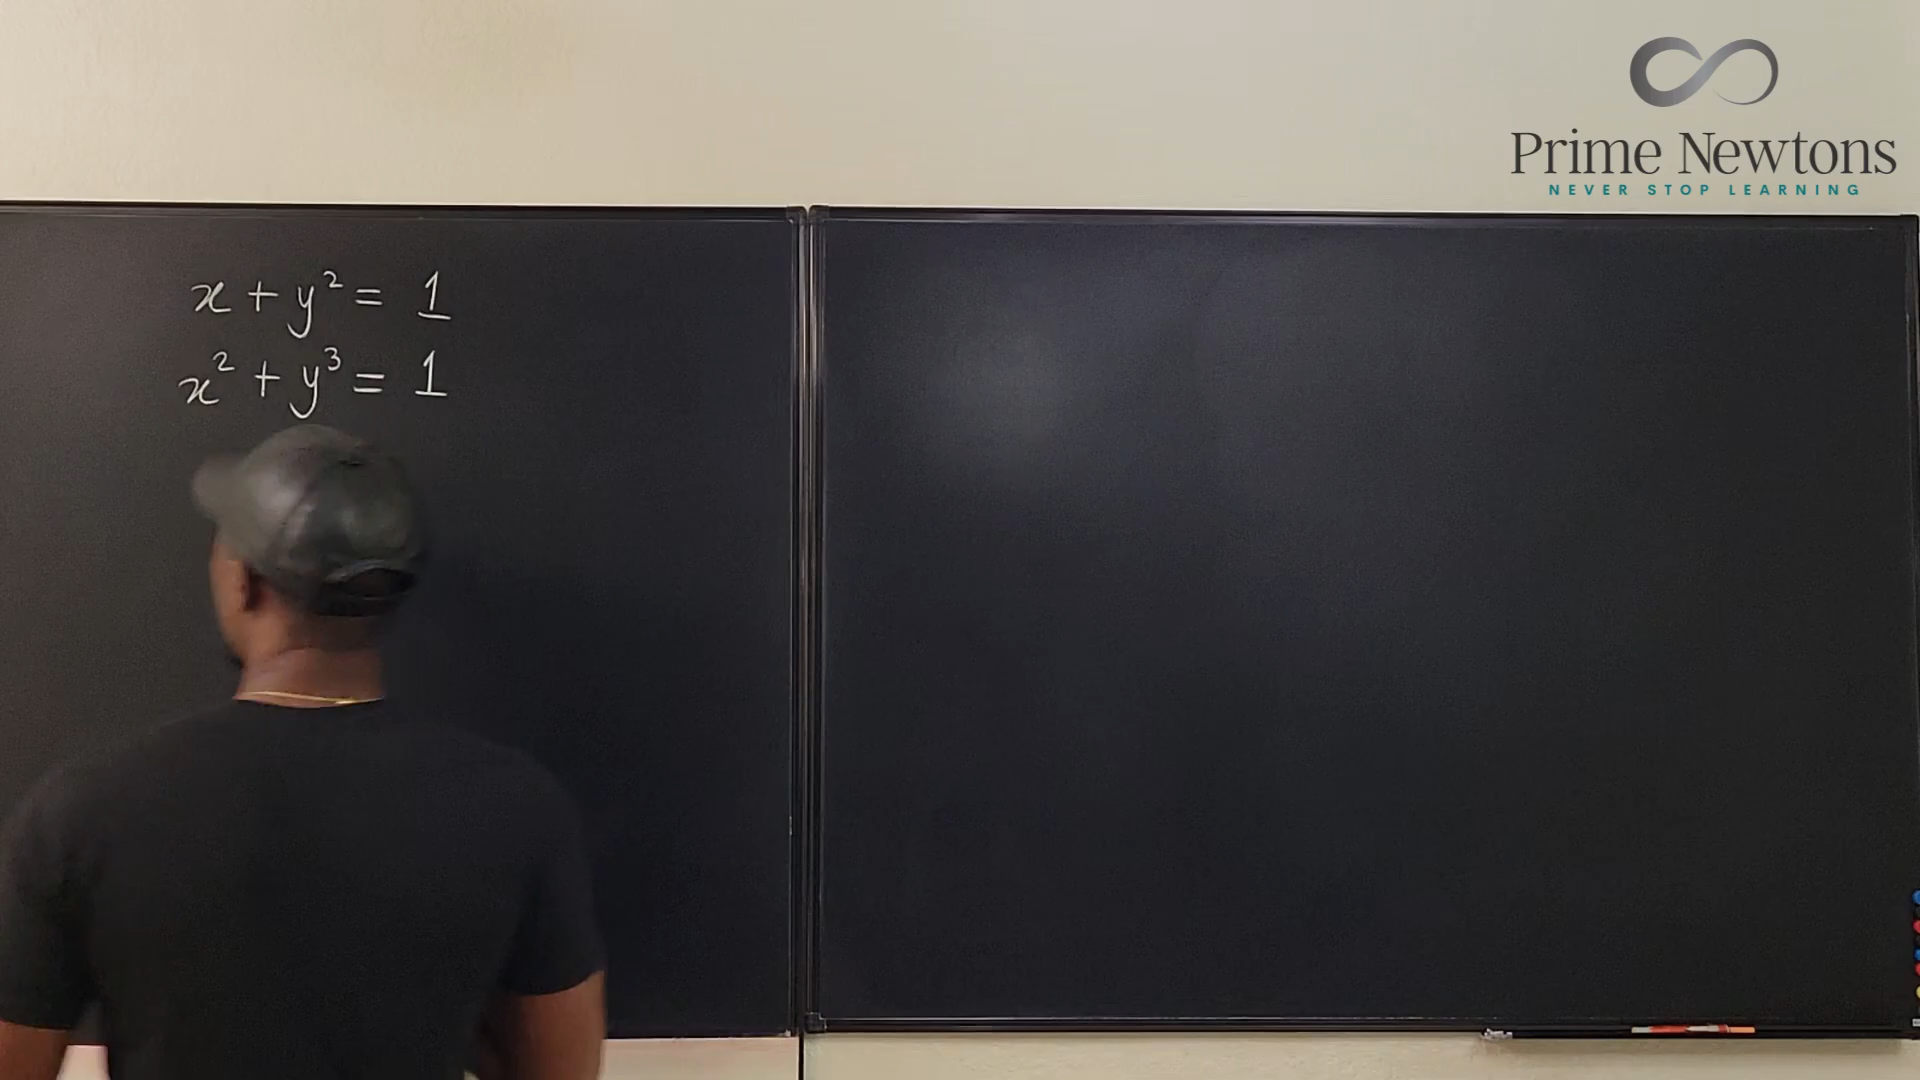 Prime Newtons
NEVER STOP LEARNING
x + y² = 1
x² + y³ = 1